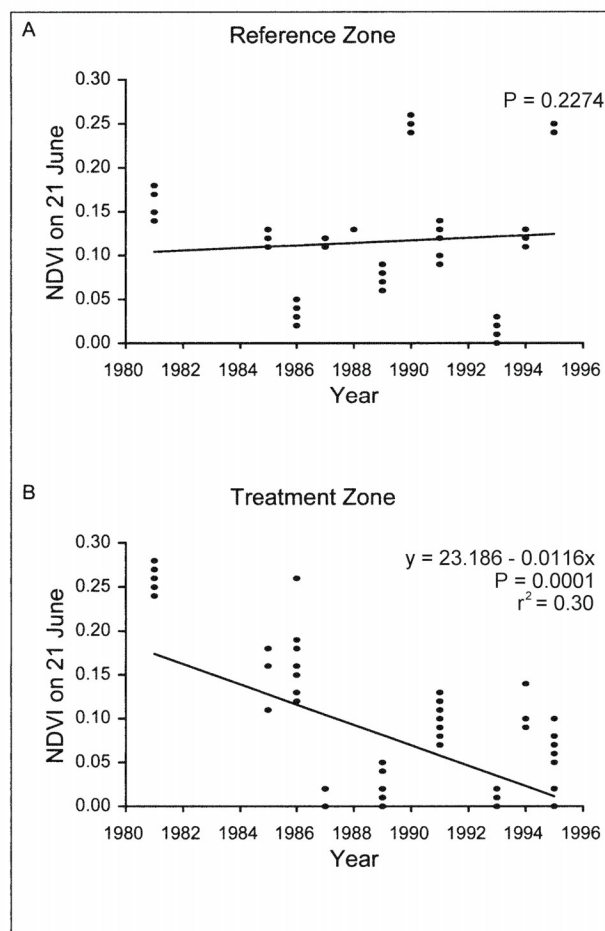 A
Reference Zone
P = 0.2274
NDVI on 21 June
0.30
0.25
0.20
0.15
0.10
0.05
0.00
1980 1982 1984 1986 1988 1990 1992 1994 1996
Year
B
Treatment Zone
y = 23.186 - 0.0116x
P = 0.0001
r² = 0.30
NDVI on 21 June
0.30
0.25
0.20
0.15
0.10
0.05
0.00
1980 1982 1984 1986 1988 1990 1992 1994 1996
Year